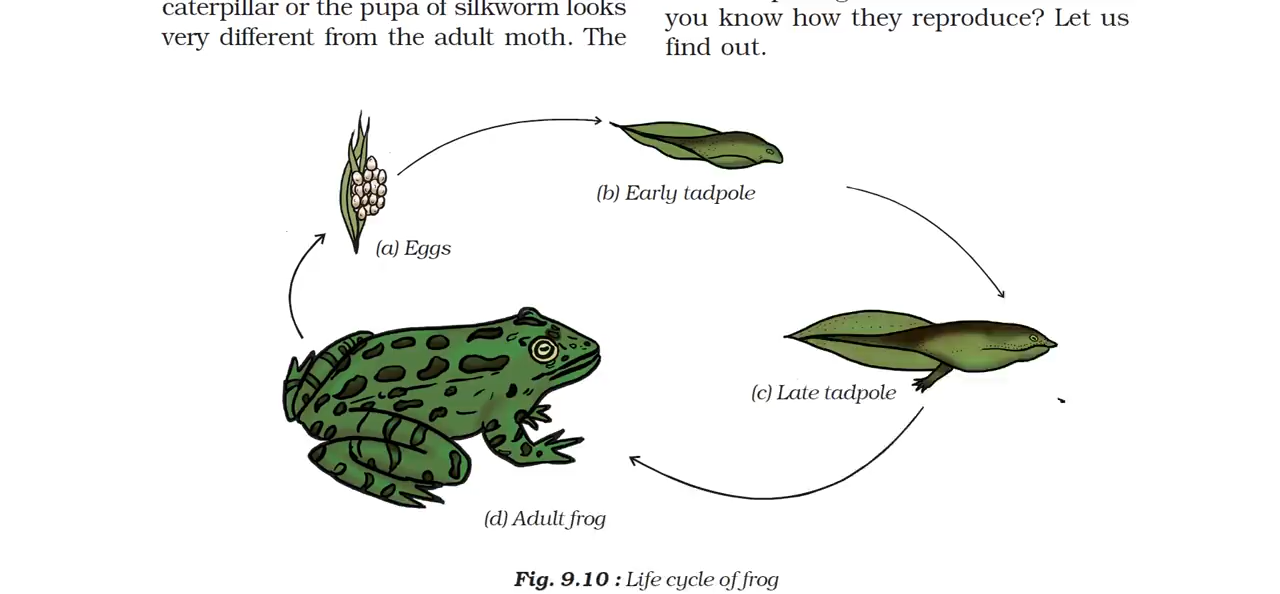 caterpillar or the pupa of silkworm looks
very different from the adult moth. The
you know how they reproduce? Let us
find out.
(a) Eggs
(b) Early tadpole
(c) Late tadpole
(d) Adult frog
Fig. 9.10 : Life cycle of frog